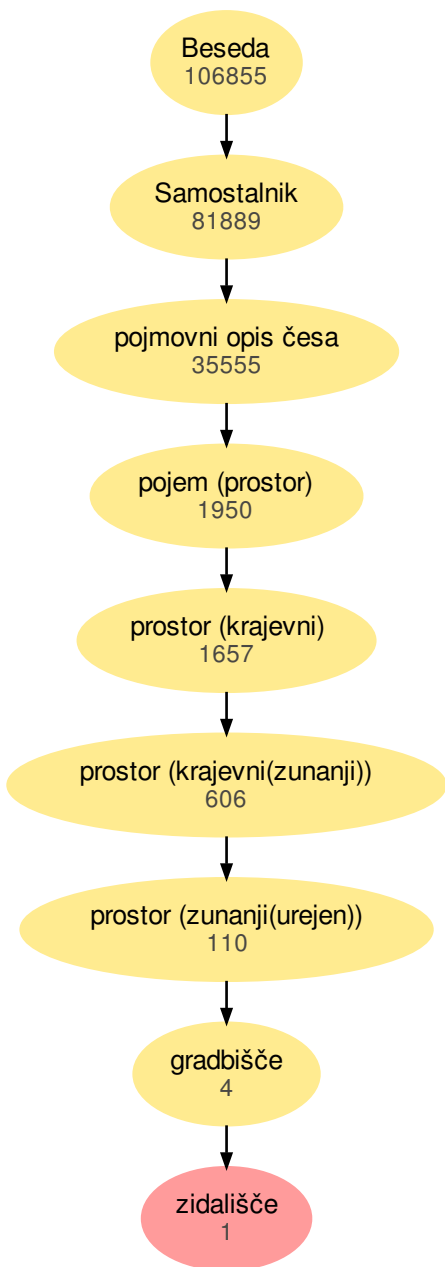 Beseda
106855
Samostalnik
81889
pojmovni opis česa
35555
pojem (prostor)
1950
prostor (krajevni)
1657
prostor (krajevni(zunanji))
606
prostor (zunanji(urejen))
110
gradbišče
4
zidališče
1